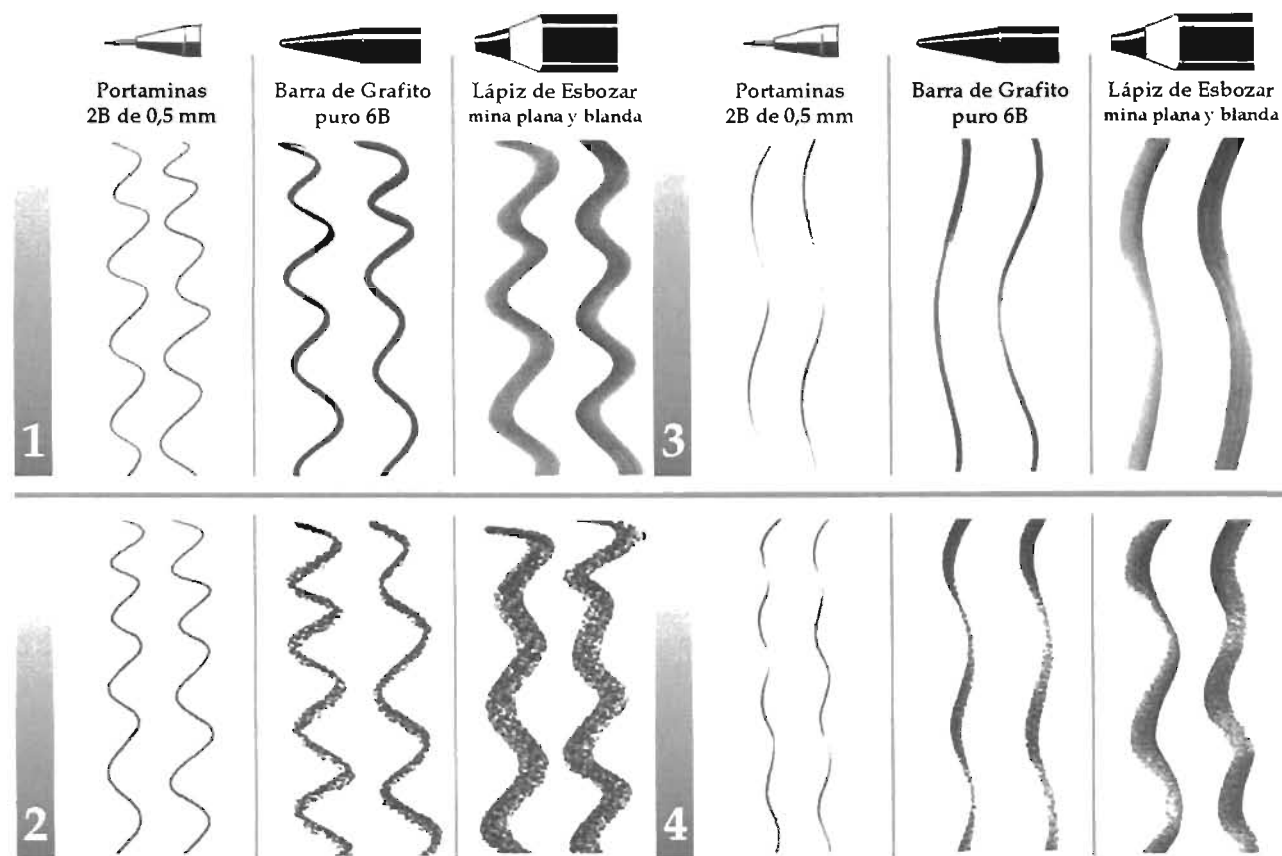 Portaminas
2B de 0,5 mm
Barra de Grafito
puro 6B
Lápiz de Esbozar
mina plana y blanda
Portaminas
2B de 0,5 mm
Barra de Grafito
puro 6B
Lápiz de Esbozar
mina plana y blanda
1
3
2
4